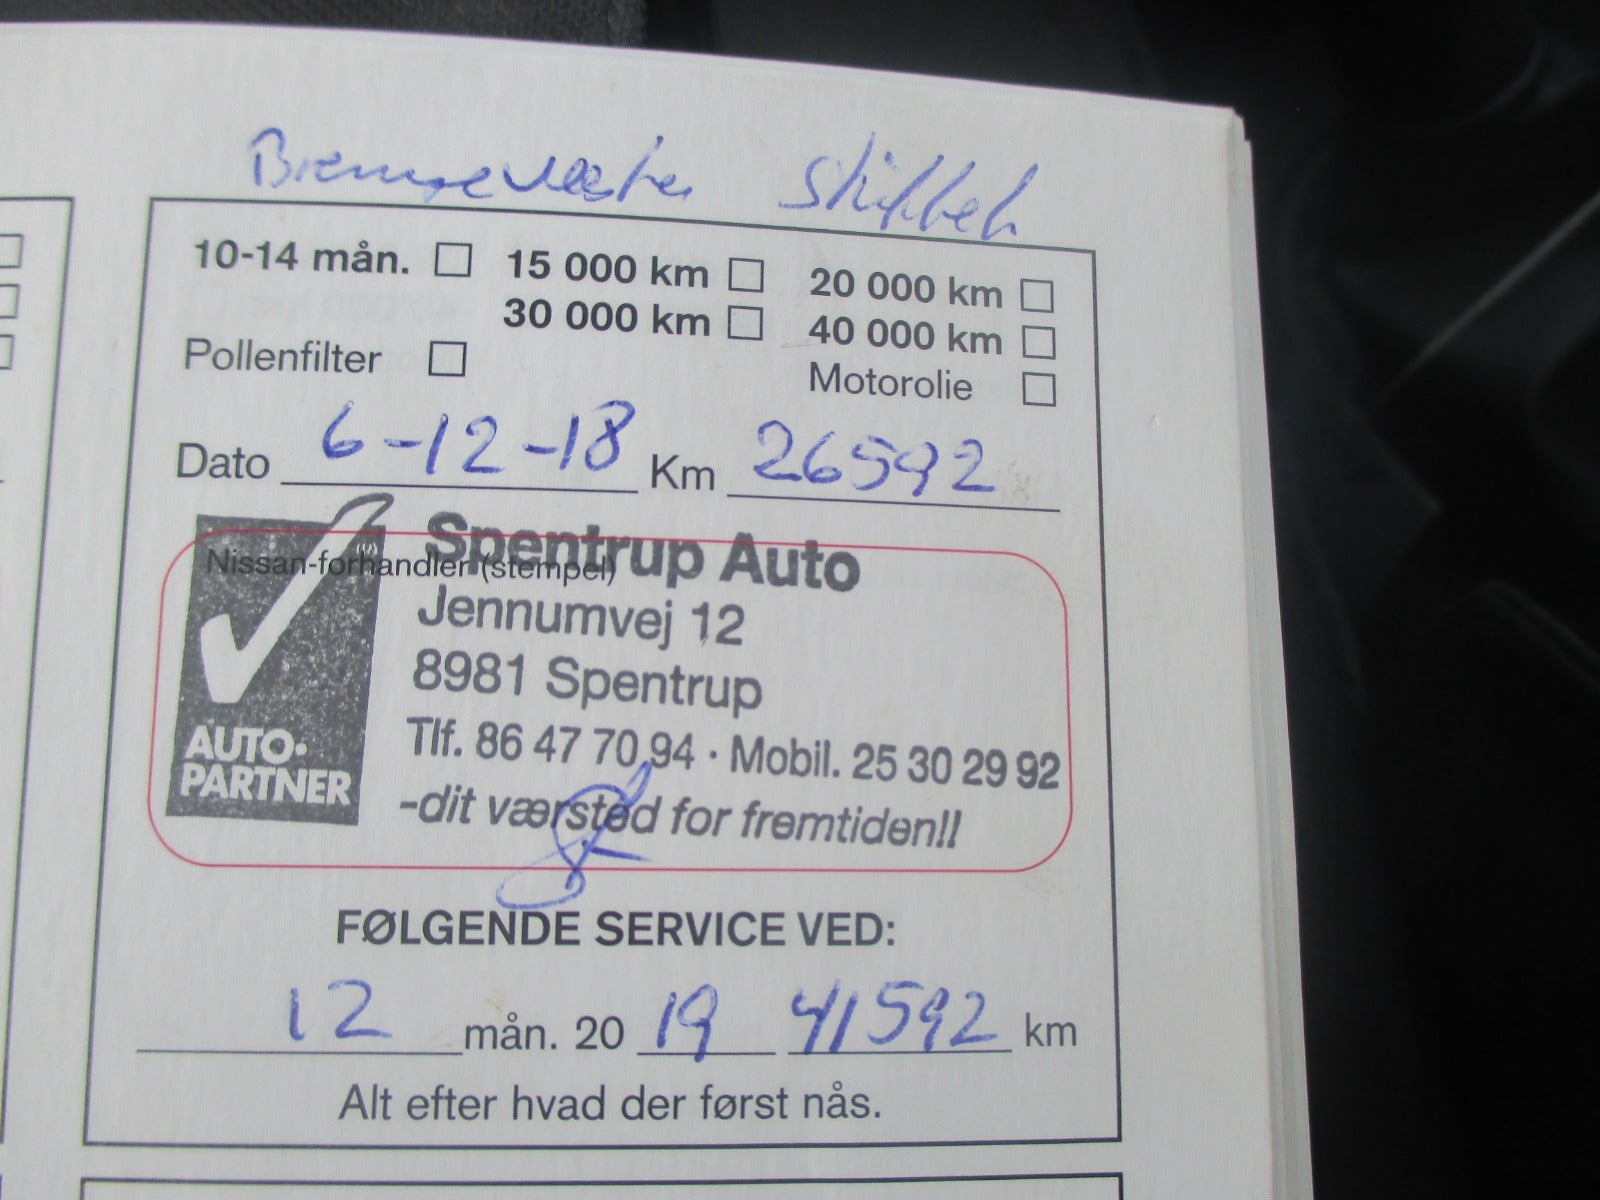 Bremsevæske Skiftet
10-14 mån. 15 000 km 20 000 km
30 000 km 40 000 km
Pollenfilter Motorolie
Dato 6-12-18 Km 26592
Nissan-forhandler (stempel)
Spentrup Auto
Jennumvej 12
8981 Spentrup
Tlf. 86 47 70 94 · Mobil. 25 30 29 92
-dit værsted for fremtiden!!
AUTO-
PARTNER
FØLGENDE SERVICE VED:
12 mån. 20 19 41592 km
Alt efter hvad der først nås.